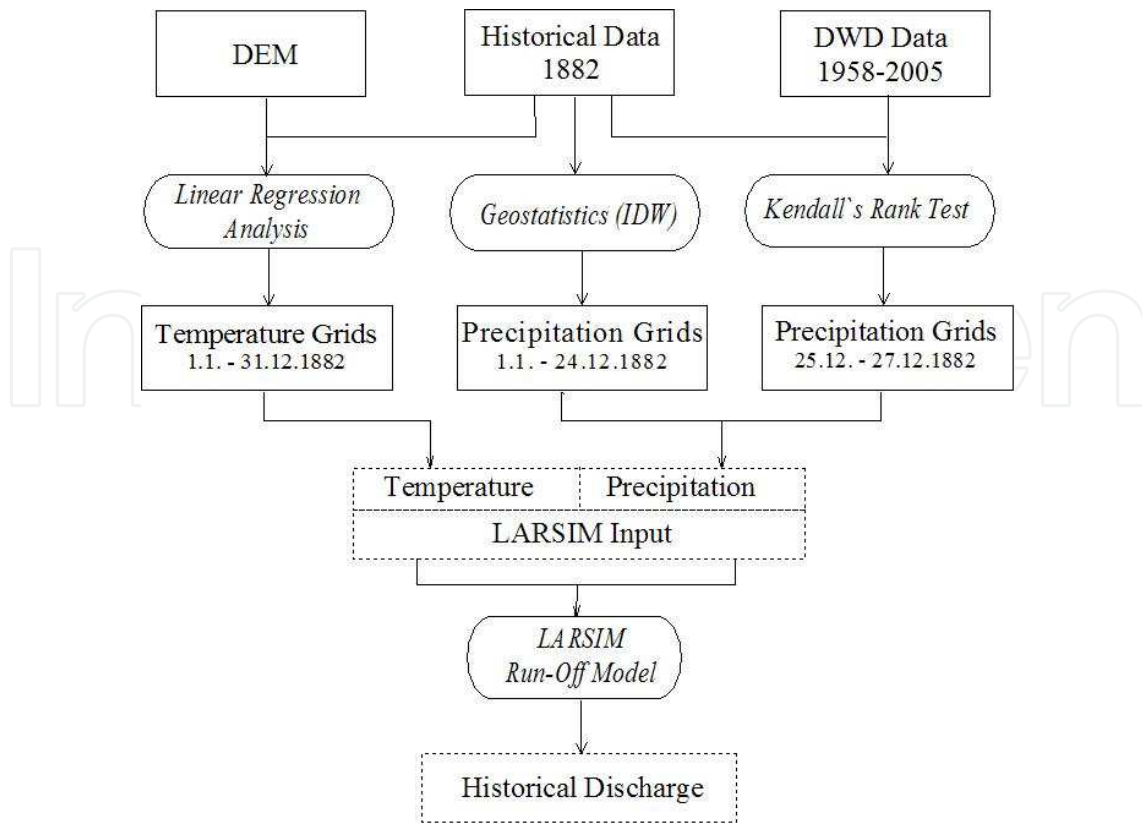 DEM
Historical Data
1882
DWD Data
1958-2005
Linear Regression
Analysis
Geostatistics (IDW)
Kendall`s Rank Test
Temperature Grids
1.1. - 31.12.1882
Precipitation Grids
1.1. - 24.12.1882
Precipitation Grids
25.12. - 27.12.1882
Temperature
Precipitation
LARSIM Input
LARSIM
Run-Off Model
Historical Discharge